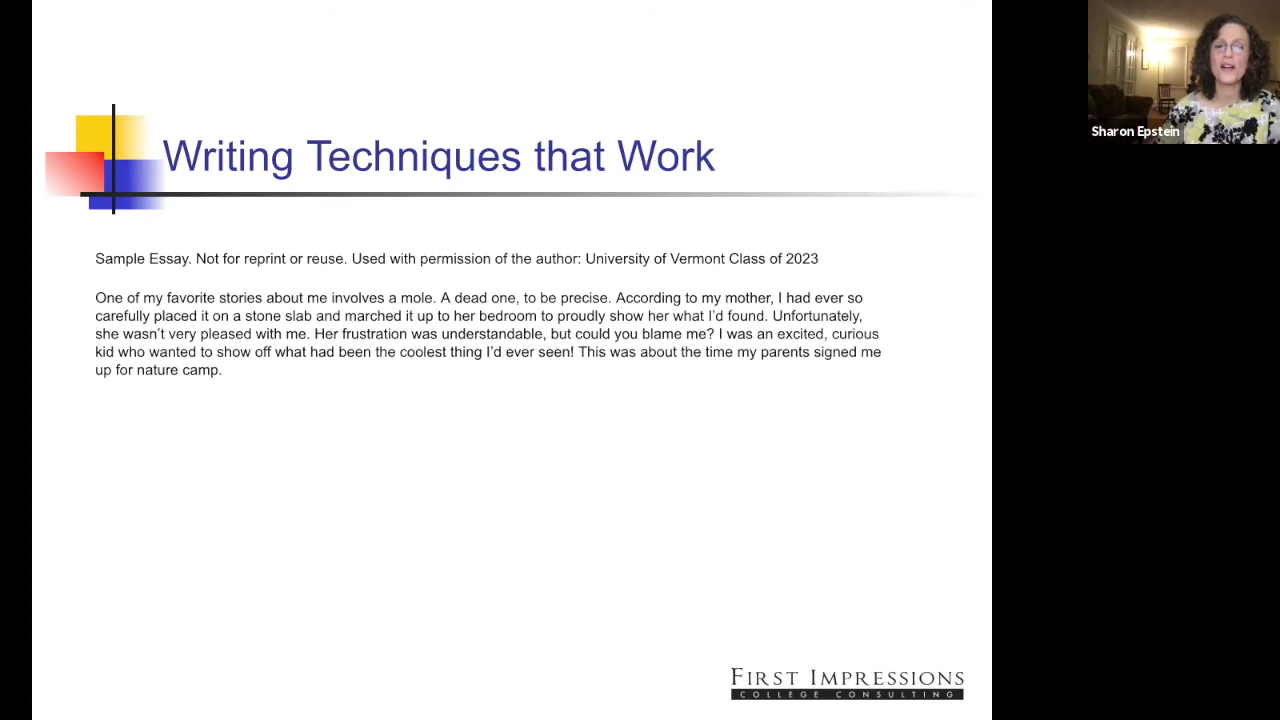 Writing Techniques that Work
Sharon Epstein
Sample Essay. Not for reprint or reuse. Used with permission of the author: University of Vermont Class of 2023
One of my favorite stories about me involves a mole. A dead one, to be precise. According to my mother, I had ever so
carefully placed it on a stone slab and marched it up to her bedroom to proudly show her what I'd found. Unfortunately,
she wasn't very pleased with me. Her frustration was understandable, but could you blame me? I was an excited, curious
kid who wanted to show off what had been the coolest thing I'd ever seen! This was about the time my parents signed me
up for nature camp.
FIRST IMPRESSIONS
COLLEGE CONSULTING